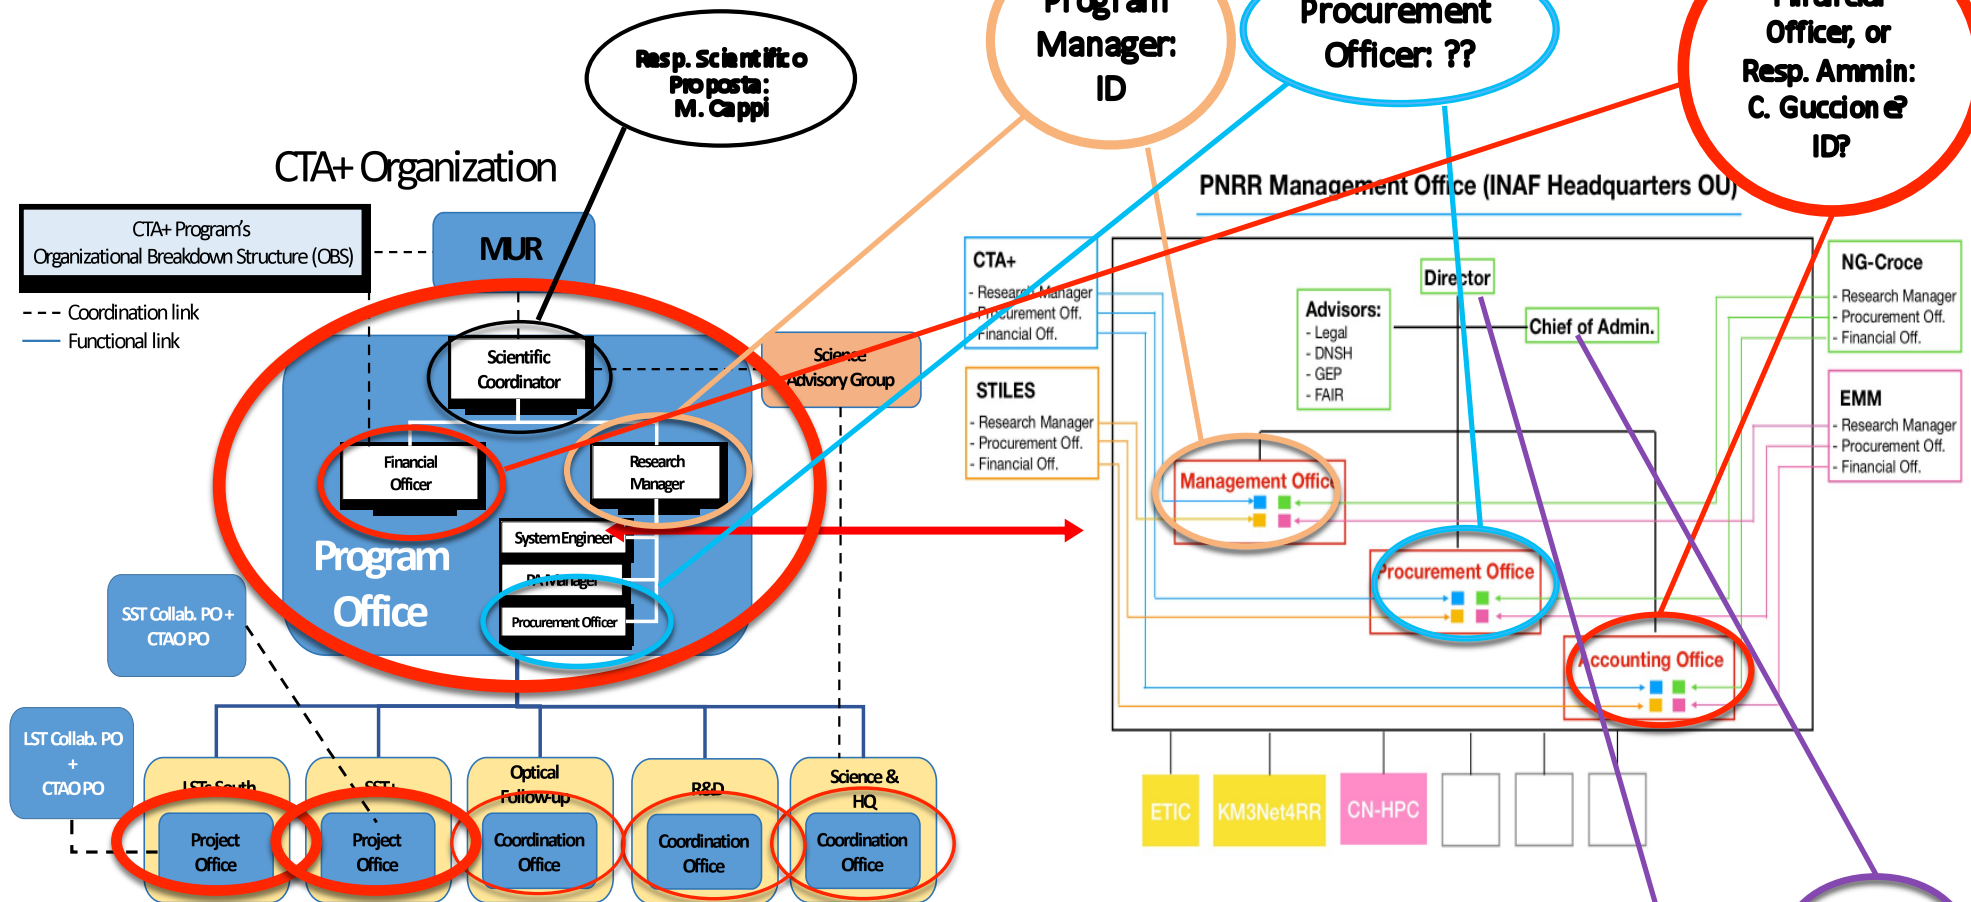 Resp. Scientifico
Proposta:
M. Cappi
Program
Manager:
ID
Procurement
Officer: ??
Financial
Officer, or
Resp. Ammin:
C. Guccione?
ID?
CTA+ Organization
CTA+ Program's
Organizational Breakdown Structure (OBS)
Coordination link
Functional link
MUR
Scientific
Coordinator
Science
Advisory Group
Financial
Officer
Research
Manager
System Engineer
PA Manager
Procurement Officer
Program
Office
SST Collab. PO +
CTAO PO
LST Collab. PO
+
CTAO PO
LSTs South
Project
Office
SST+
Project
Office
Optical
Follow-up
Coordination
Office
R&D
Coordination
Office
Science &
HQ
Coordination
Office
PNRR Management Office (INAF Headquarters OU)
CTA+
- Research Manager
- Procurement Off.
- Financial Off.
STILES
- Research Manager
- Procurement Off.
- Financial Off.
Director
Advisors:
- Legal
- DNSH
- GEP
- FAIR
Chief of Admin.
NG-Croce
- Research Manager
- Procurement Off.
- Financial Off.
EMM
- Research Manager
- Procurement Off.
- Financial Off.
Management Office
Procurement Office
Accounting Office
ETIC
KM3Net4RR
CN-HPC